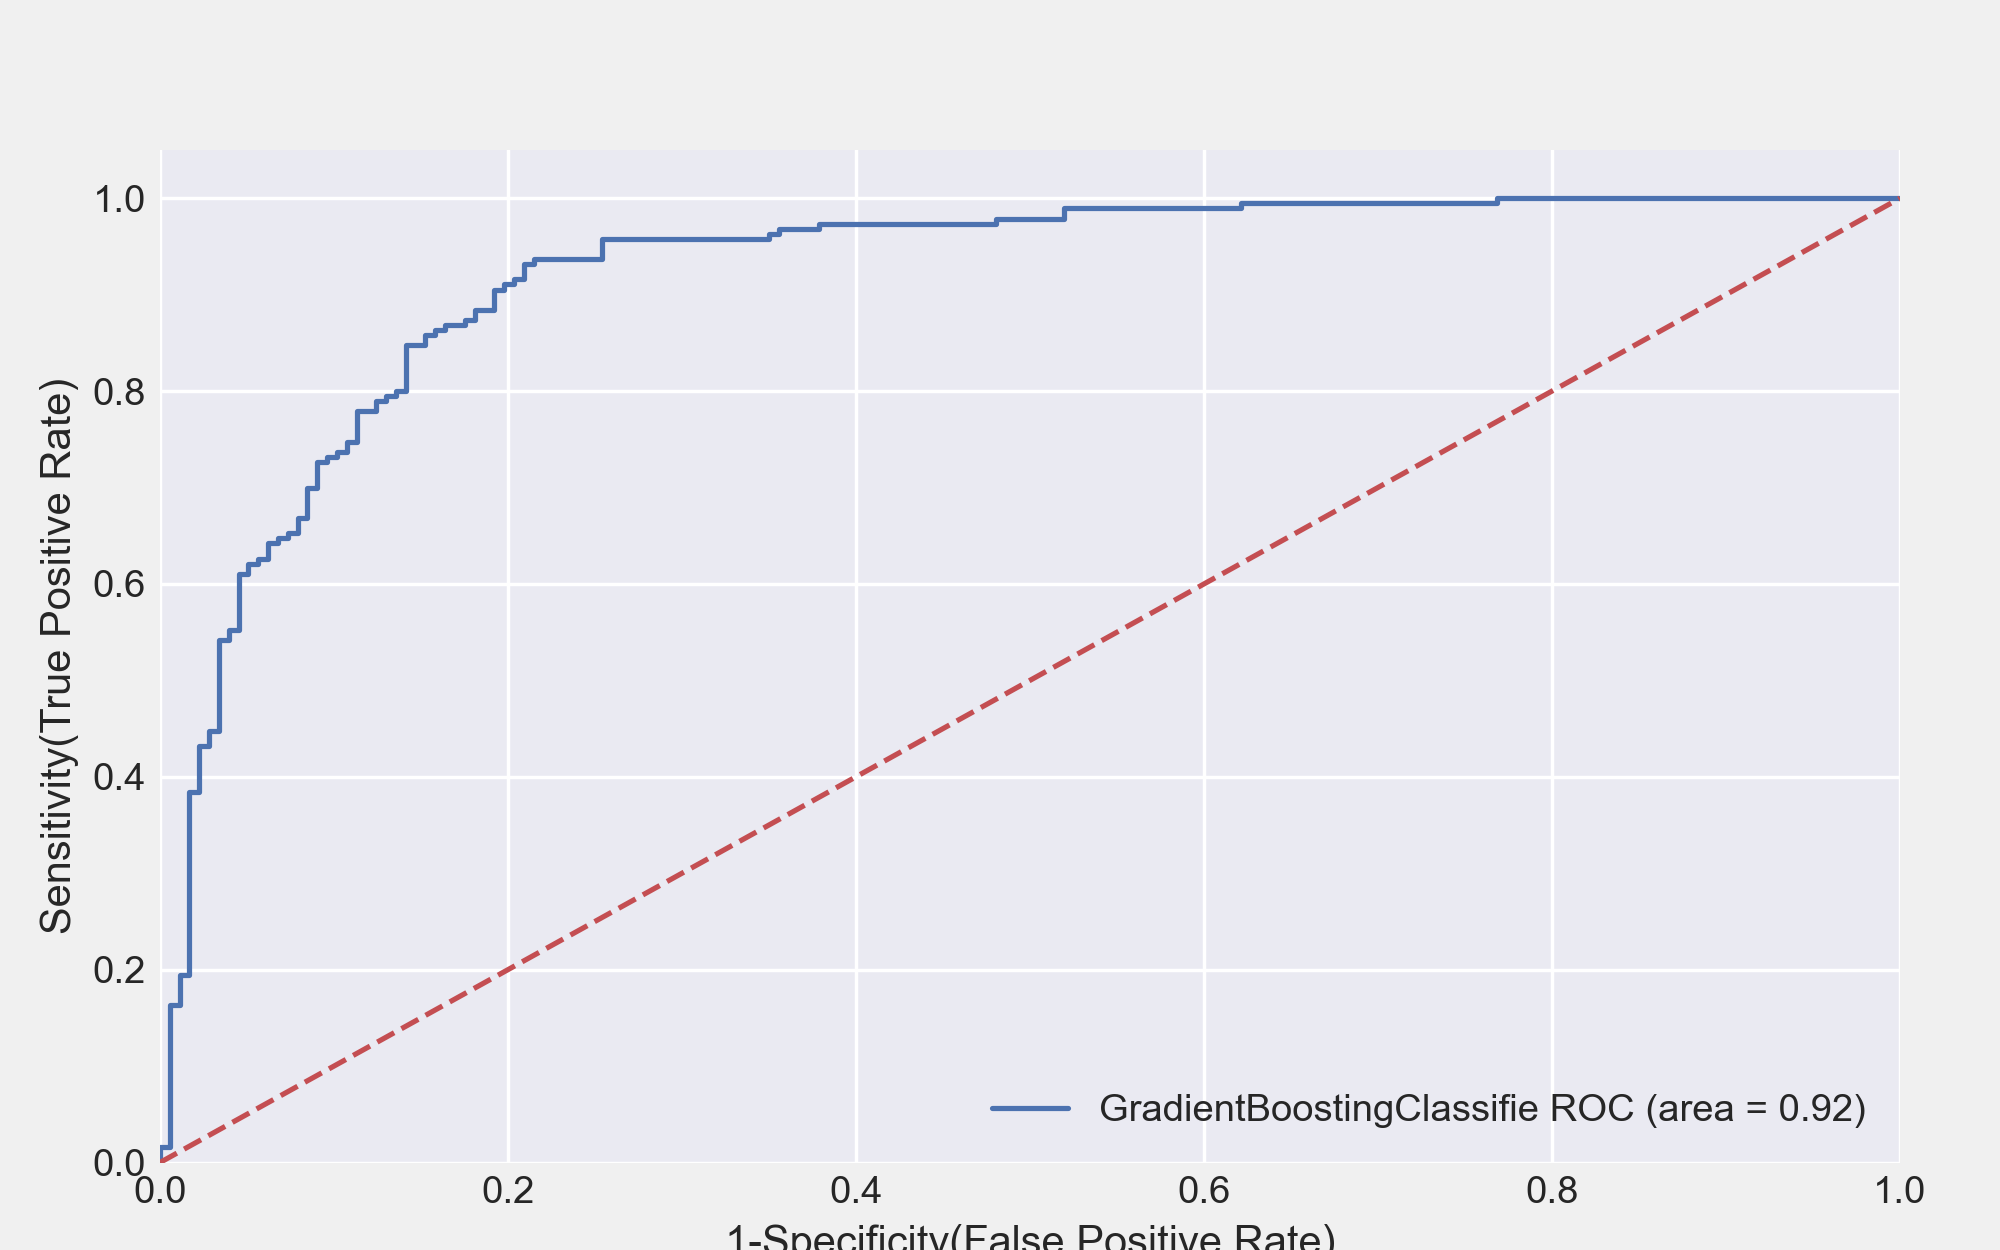 1.0
0.8
0.6
0.4
0.2
0.0
Sensitivity(True Positive Rate)
GradientBoostingClassifie ROC (area = 0.92)
0.0 0.2 0.4 0.6 0.8 1.0
1-Specificity(False Positive Rate)